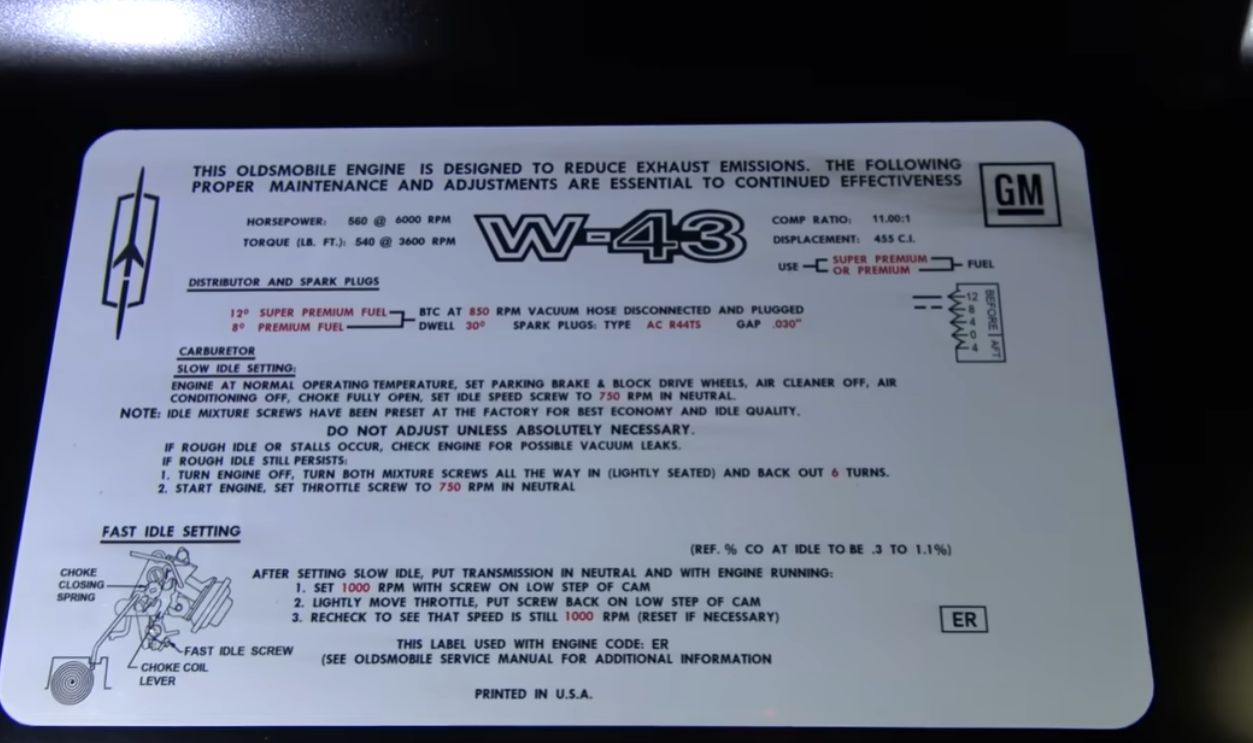 THIS OLDSMOBILE ENGINE IS DESIGNED TO REDUCE EXHAUST EMISSIONS. THE FOLLOWING
PROPER MAINTENANCE AND ADJUSTMENTS ARE ESSENTIAL TO CONTINUED EFFECTIVENESS
GM
HORSEPOWER: 560 @ 6000 RPM
TORQUE (LB. FT.): 540 @ 3600 RPM
W-43
COMP RATIO: 11.00:1
DISPLACEMENT: 455 C.I.
USE SUPER PREMIUM OR PREMIUM FUEL
DISTRIBUTOR AND SPARK PLUGS
12° SUPER PREMIUM FUEL
8° PREMIUM FUEL
BTC AT 850 RPM VACUUM HOSE DISCONNECTED AND PLUGGED
DWELL 30° SPARK PLUGS: TYPE AC R44TS GAP .030"
12
8
4
0
4
BEFORE
AFT
CARBURETOR
SLOW IDLE SETTING:
ENGINE AT NORMAL OPERATING TEMPERATURE, SET PARKING BRAKE & BLOCK DRIVE WHEELS, AIR CLEANER OFF, AIR
CONDITIONING OFF, CHOKE FULLY OPEN, SET IDLE SPEED SCREW TO 750 RPM IN NEUTRAL.
NOTE: IDLE MIXTURE SCREWS HAVE BEEN PRESET AT THE FACTORY FOR BEST ECONOMY AND IDLE QUALITY.
DO NOT ADJUST UNLESS ABSOLUTELY NECESSARY.
IF ROUGH IDLE OR STALLS OCCUR, CHECK ENGINE FOR POSSIBLE VACUUM LEAKS.
IF ROUGH IDLE STILL PERSISTS:
1. TURN ENGINE OFF, TURN BOTH MIXTURE SCREWS ALL THE WAY IN (LIGHTLY SEATED) AND BACK OUT 6 TURNS.
2. START ENGINE, SET THROTTLE SCREW TO 750 RPM IN NEUTRAL
FAST IDLE SETTING
(REF. % CO AT IDLE TO BE .3 TO 1.1%)
CHOKE
CLOSING
SPRING
AFTER SETTING SLOW IDLE, PUT TRANSMISSION IN NEUTRAL AND WITH ENGINE RUNNING:
1. SET 1000 RPM WITH SCREW ON LOW STEP OF CAM
2. LIGHTLY MOVE THROTTLE, PUT SCREW BACK ON LOW STEP OF CAM
3. RECHECK TO SEE THAT SPEED IS STILL 1000 RPM (RESET IF NECESSARY)
ER
FAST IDLE SCREW
CHOKE COIL
LEVER
THIS LABEL USED WITH ENGINE CODE: ER
(SEE OLDSMOBILE SERVICE MANUAL FOR ADDITIONAL INFORMATION
PRINTED IN U.S.A.